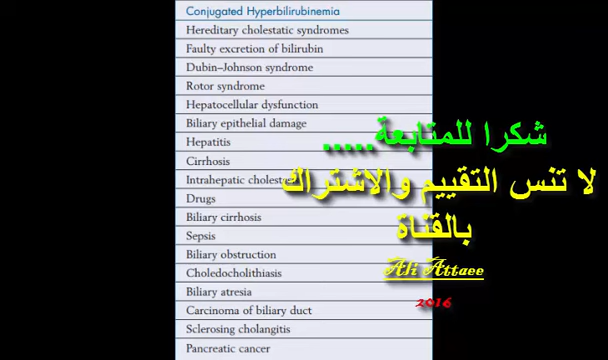 Conjugated Hyperbilirubinemia
Hereditary cholestatic syndromes
Faulty excretion of bilirubin
Dubin–Johnson syndrome
Rotor syndrome
Hepatocellular dysfunction
Biliary epithelial damage
Hepatitis
Cirrhosis
Intrahepatic
Drugs
Biliary cirrhosis
Sepsis
Biliary obstruction
Choledocholithiasis
Biliary atresia
Carcinoma of biliary duct
Sclerosing cholangitis
Pancreatic cancer
شكرا للمتابعة.....
لا تنس التقييم والاشتراك
بالقناة
Ali Attaee
2016